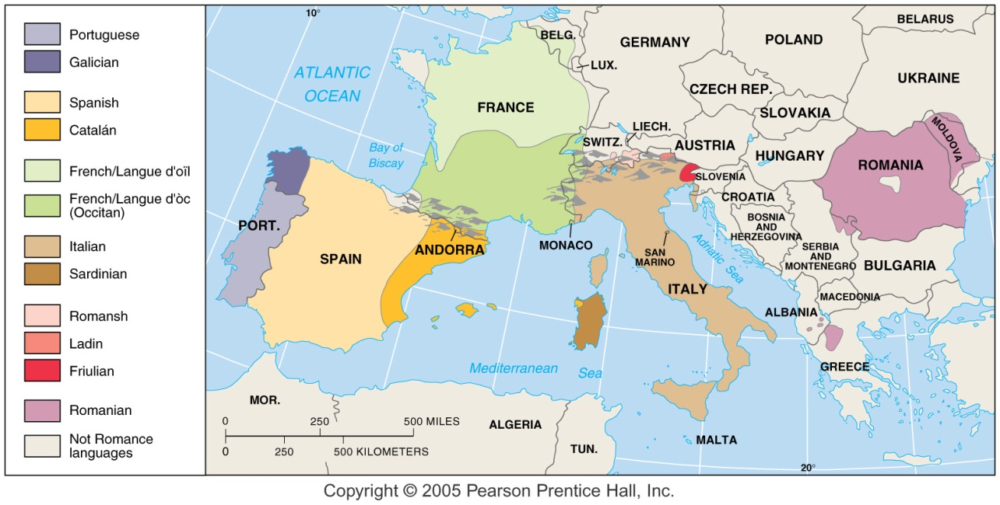 Portuguese
Galician
Spanish
Catalán
French/Langue d'oïl
French/Langue d'òc
(Occitan)
Italian
Sardinian
Romansh
Ladin
Friulian
Romanian
Not Romance
languages
10°
ATLANTIC
OCEAN
Bay of
Biscay
BELG.
LUX.
GERMANY
POLAND
BELARUS
UKRAINE
CZECH REP.
SLOVAKIA
FRANCE
LIECH.
SWITZ.
AUSTRIA
HUNGARY
MOLDOVA
ROMANIA
SLOVENIA
CROATIA
BOSNIA
AND
HERZEGOVINA
SERBIA
AND
MONTENEGRO
BULGARIA
MACEDONIA
ALBANIA
GREECE
PORT.
SPAIN
ANDORRA
MONACO
SAN
MARINO
ITALY
Adriatic Sea
Mediterranean Sea
MOR.
ALGERIA
TUN.
MALTA
0 250 500 MILES
0 250 500 KILOMETERS
20°
Copyright © 2005 Pearson Prentice Hall, Inc.